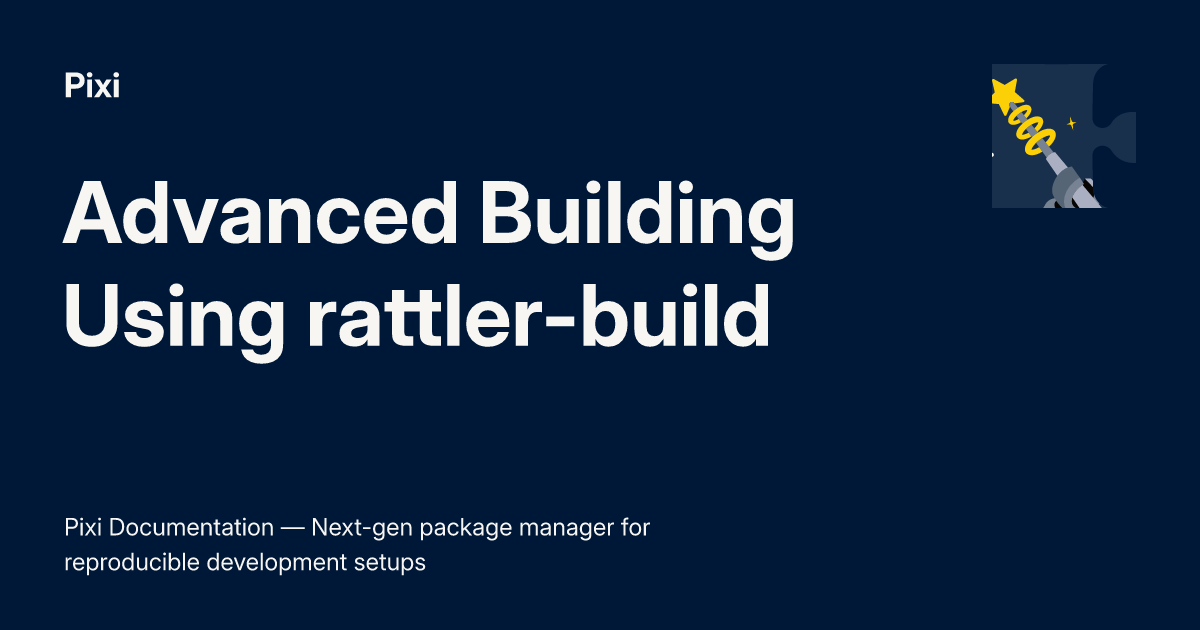 Pixi
Advanced Building
Using rattler-build
Pixi Documentation — Next-gen package manager for
reproducible development setups